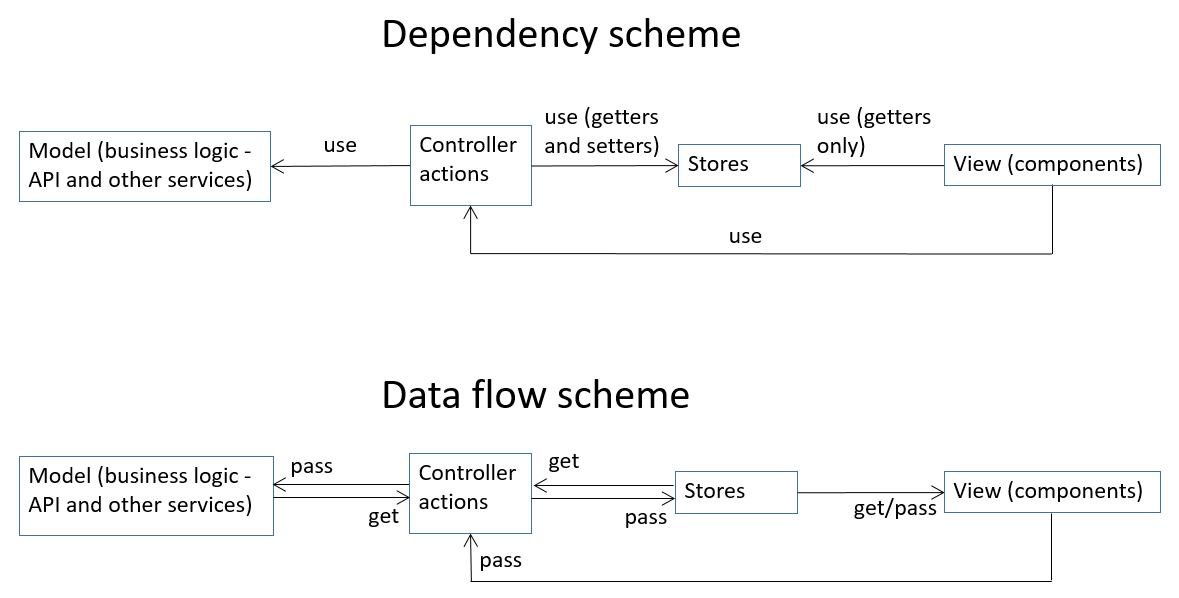 Dependency scheme
Model (business logic -
API and other services)
use
Controller
actions
use (getters
and setters)
Stores
use (getters
only)
View (components)
use
Data flow scheme
Model (business logic -
API and other services)
pass
get
Controller
actions
get
pass
Stores
get/pass
View (components)
pass